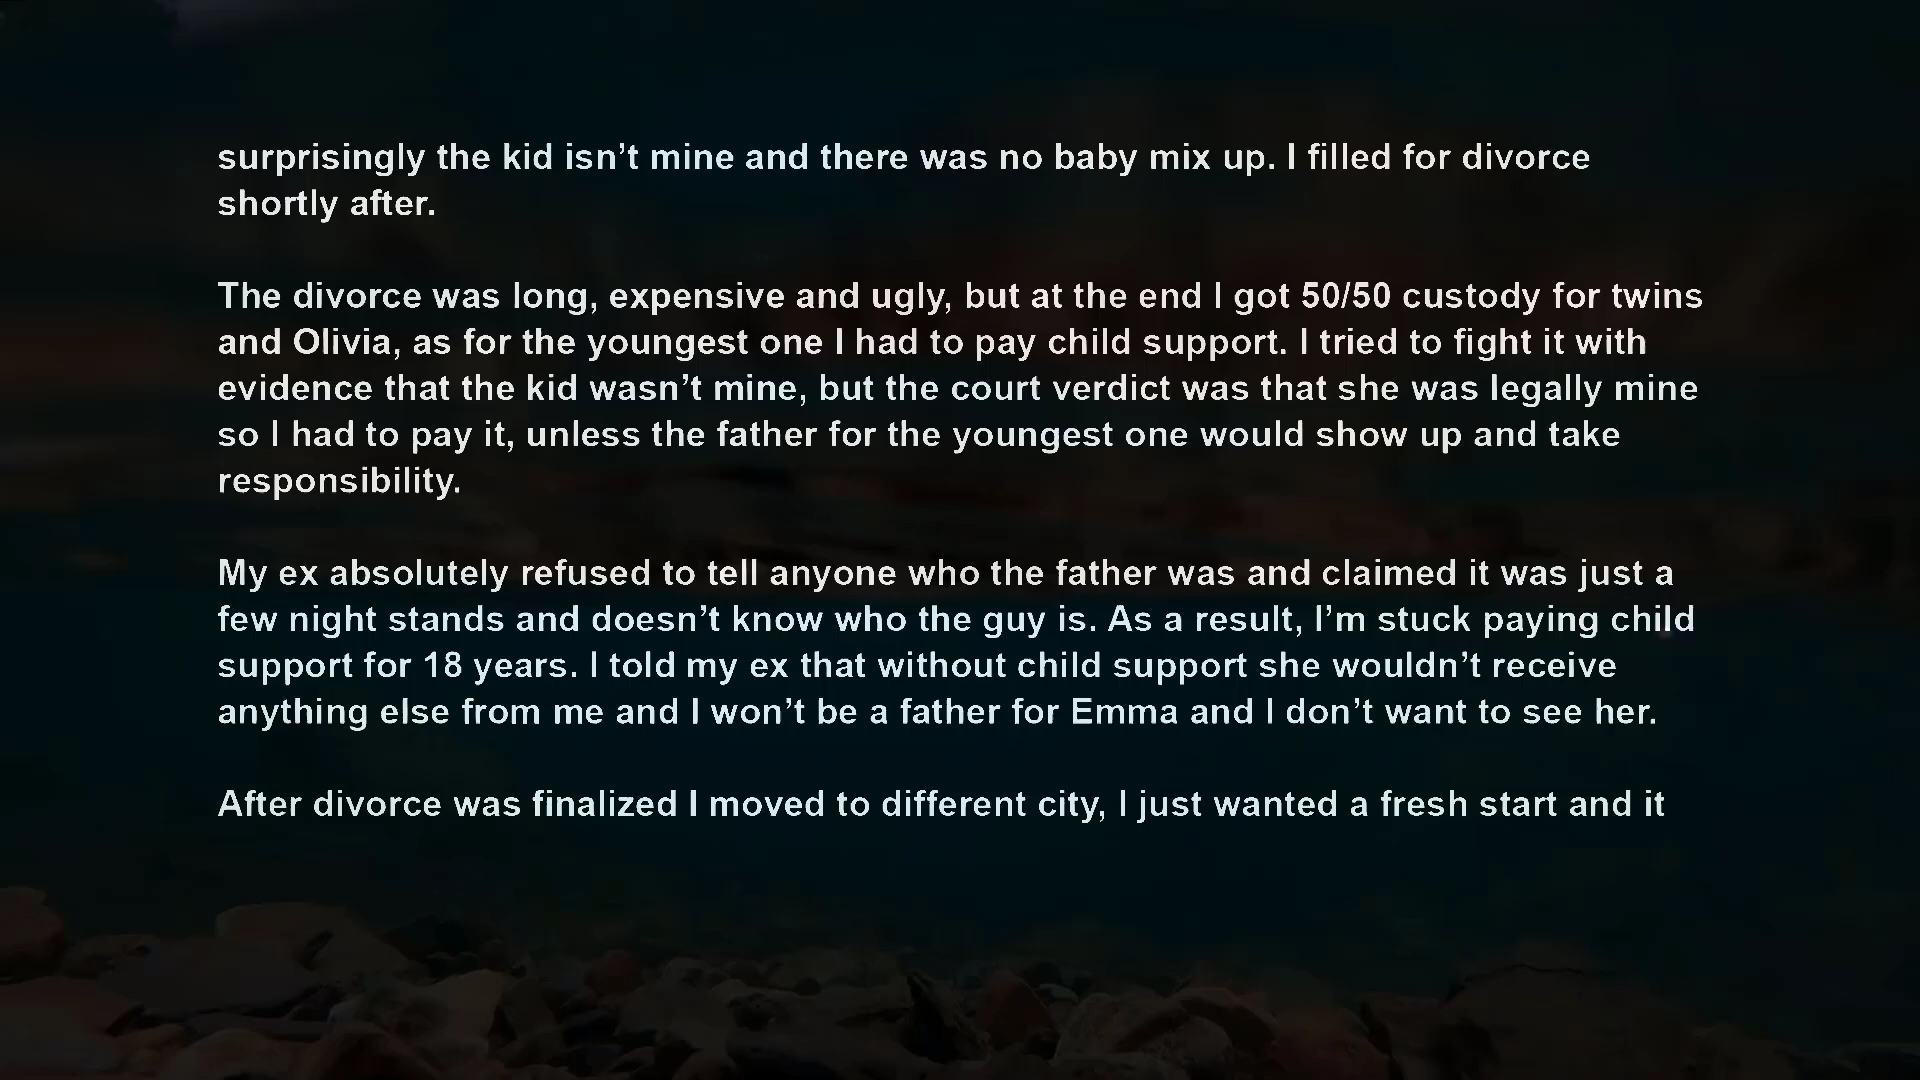 surprisingly the kid isn’t mine and there was no baby mix up. I filled for divorce
shortly after.
The divorce was long, expensive and ugly, but at the end I got 50/50 custody for twins
and Olivia, as for the youngest one I had to pay child support. I tried to fight it with
evidence that the kid wasn’t mine, but the court verdict was that she was legally mine
so I had to pay it, unless the father for the youngest one would show up and take
responsibility.
My ex absolutely refused to tell anyone who the father was and claimed it was just a
few night stands and doesn’t know who the guy is. As a result, I’m stuck paying child
support for 18 years. I told my ex that without child support she wouldn’t receive
anything else from me and I won’t be a father for Emma and I don’t want to see her.
After divorce was finalized I moved to different city, I just wanted a fresh start and it